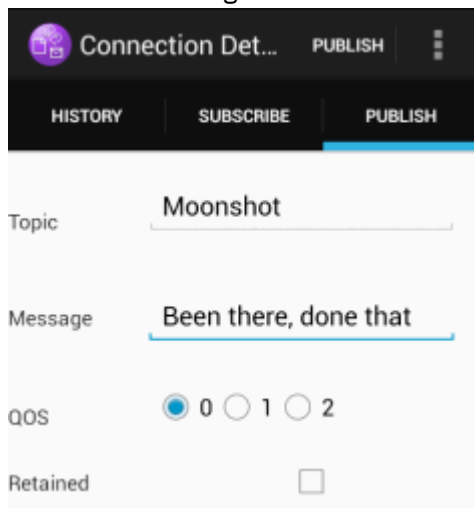 Connection Det... PUBLISH
HISTORY SUBSCRIBE PUBLISH
Topic Moonshot
Message Been there, done that
QOS 0 1 2
Retained